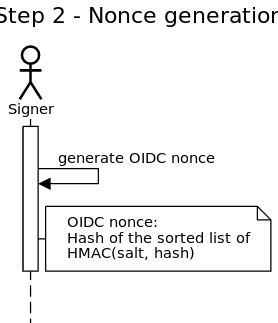 Step 2 - Nonce generation
Signer
generate OIDC nonce
OIDC nonce:
Hash of the sorted list of
HMAC(salt, hash)